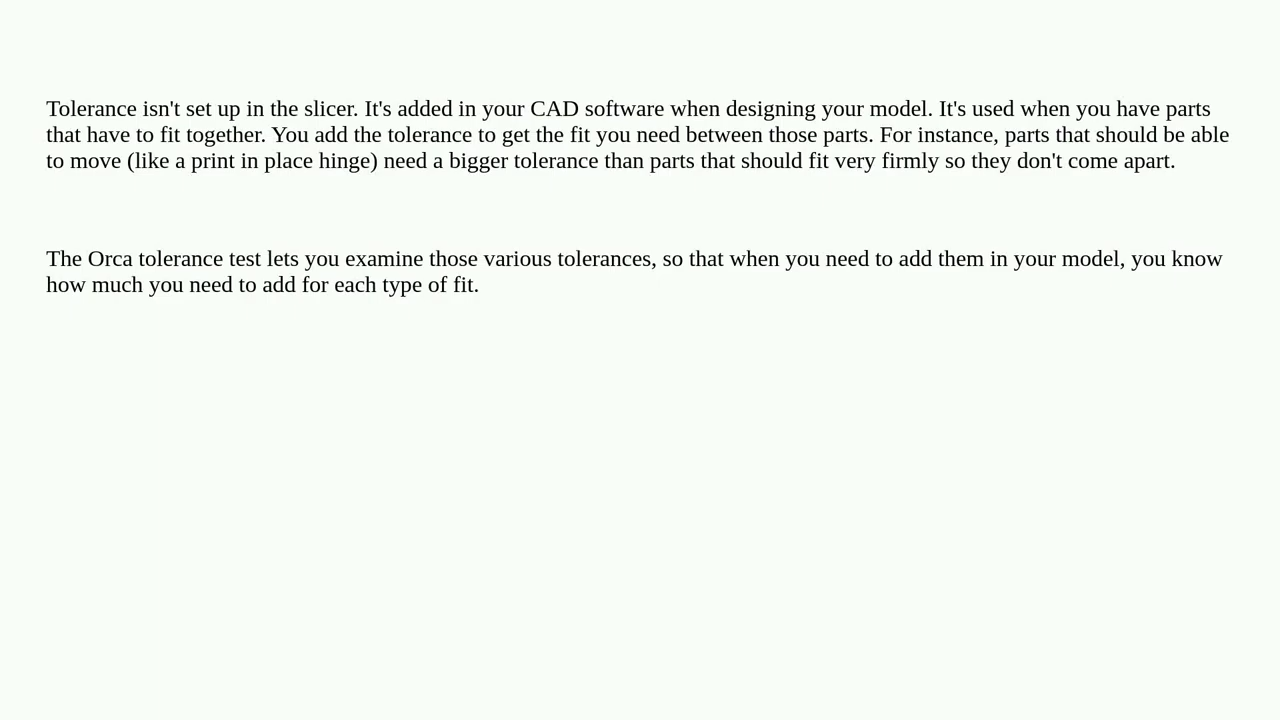 Tolerance isn't set up in the slicer. It's added in your CAD software when designing your model. It's used when you have parts
that have to fit together. You add the tolerance to get the fit you need between those parts. For instance, parts that should be able
to move (like a print in place hinge) need a bigger tolerance than parts that should fit very firmly so they don't come apart.
The Orca tolerance test lets you examine those various tolerances, so that when you need to add them in your model, you know
how much you need to add for each type of fit.